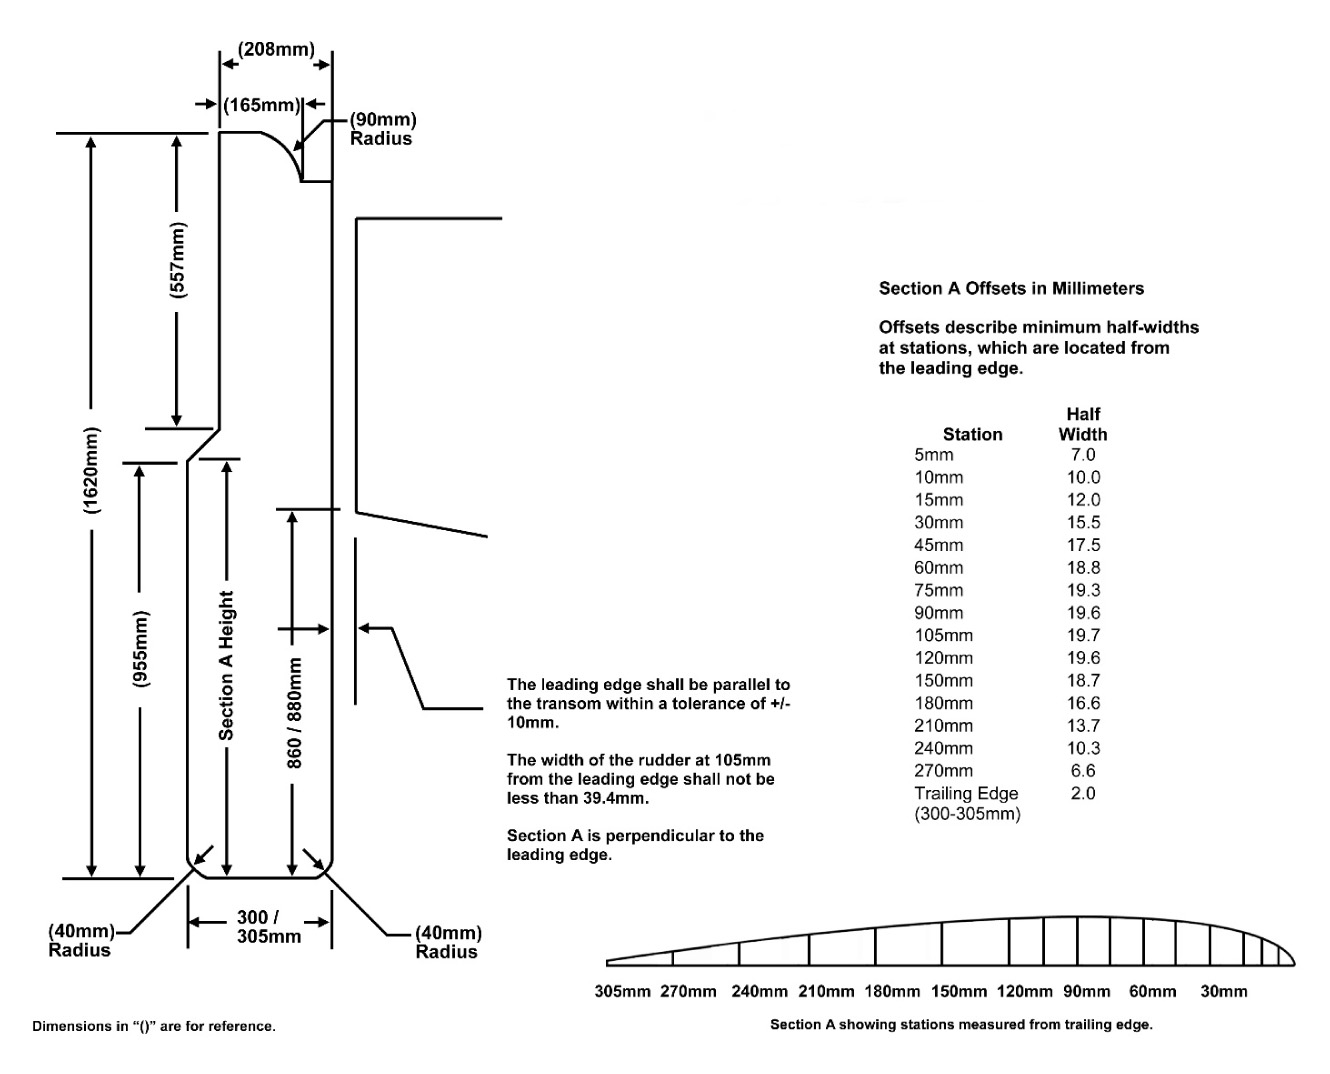 (208mm)
(165mm)
(90mm)
Radius
(557mm)
(1620mm)
(955mm)
Section A Height
860 / 880mm
The leading edge shall be parallel to
the transom within a tolerance of +/-
10mm.
The width of the rudder at 105mm
from the leading edge shall not be
less than 39.4mm.
Section A is perpendicular to the
leading edge.
300 /
305mm
(40mm)
Radius
(40mm)
Radius
Dimensions in “()” are for reference.
Section A Offsets in Millimeters
Offsets describe minimum half-widths
at stations, which are located from
the leading edge.
Half
Station Width
5mm 7.0
10mm 10.0
15mm 12.0
30mm 15.5
45mm 17.5
60mm 18.8
75mm 19.3
90mm 19.6
105mm 19.7
120mm 19.6
150mm 18.7
180mm 16.6
210mm 13.7
240mm 10.3
270mm 6.6
Trailing Edge 2.0
(300-305mm)
305mm 270mm 240mm 210mm 180mm 150mm 120mm 90mm 60mm 30mm
Section A showing stations measured from trailing edge.